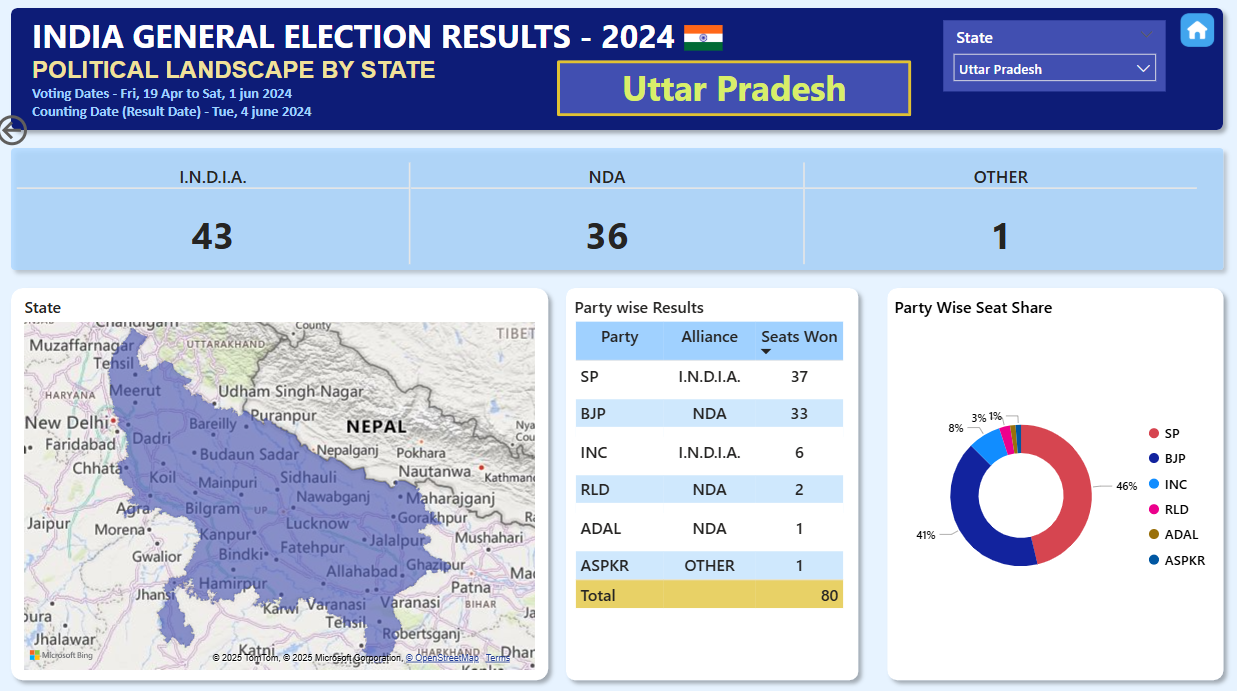 INDIA GENERAL ELECTION RESULTS - 2024
POLITICAL LANDSCAPE BY STATE
Voting Dates - Fri, 19 Apr to Sat, 1 jun 2024
Counting Date (Result Date) - Tue, 4 june 2024
Uttar Pradesh
State
Uttar Pradesh
I.N.D.I.A. NDA OTHER
43 36 1
State
Chandigarh
County
TIBET
Muzaffarnagar
UTTARAKHAND
Tehsil
HARYANA
Meerut
Udham Singh Nagar
New Delhi
Bareilly
Puranpur
NEPAL
Faridabad
Dadri
Nepalganj
Pokhara
Chhata
Budaun Sadar
Nautanwa
Kathman
Koil
Mainpuri
Sidhauli
Nawabganj
Maharajganj
Agra
Bilgram
UP
Gorakhpur
Jaipur
Lucknow
Morena
Kanpur
Jalalpur
Mushahari
Gwalior
Bindki
Fatehpur
Allahabad
Ghazipur
Hamirpur
Patna
Jhansi
BIHAR
Karwi
Varanasi
Varanasi
Tehsil
Jhalawar
Robertsganj
Katni
JHARKHAND
Dhan
Microsoft Bing
© 2025 TomTom, © 2025 Microsoft Corporation, © OpenStreetMap Terms
Party wise Results
Party Alliance Seats Won
SP I.N.D.I.A. 37
BJP NDA 33
INC I.N.D.I.A. 6
RLD NDA 2
ADAL NDA 1
ASPKR OTHER 1
Total 80
Party Wise Seat Share
3% 1%
8%
46%
41%
SP
BJP
INC
RLD
ADAL
ASPKR